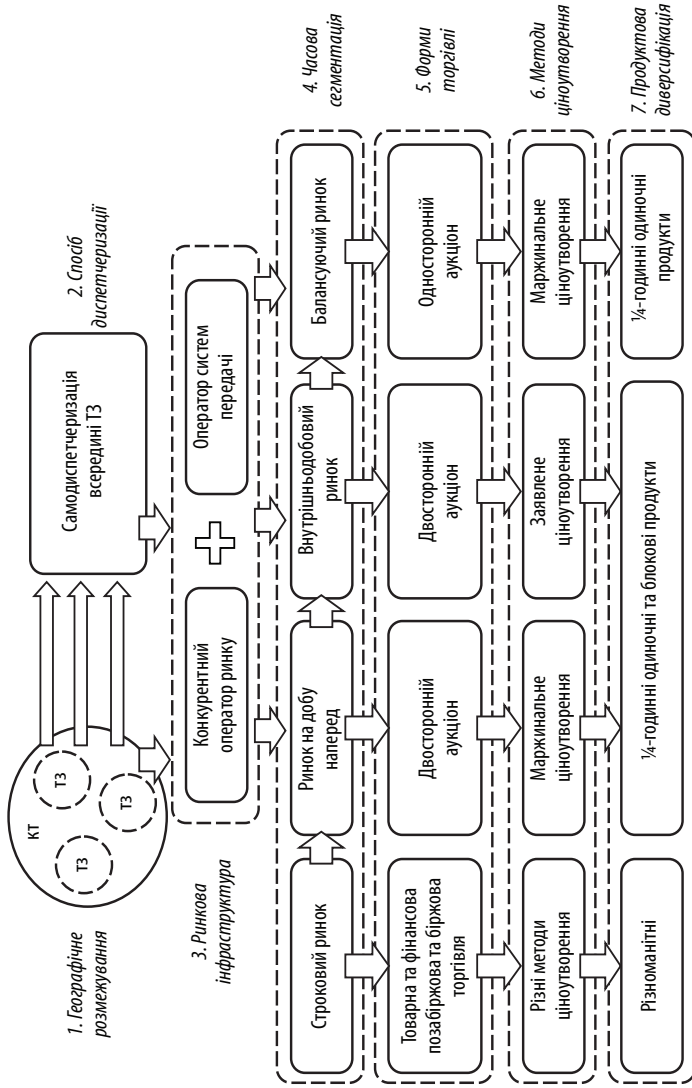 1. Географічне
розмежування
КТ
ТЗ
ТЗ
ТЗ
2. Спосіб
диспетчеризації
Самодиспетчеризація
всередині ТЗ
3. Ринкова
інфраструктура
Конкурентний
оператор ринку
Оператор систем
передачі
4. Часова
сегментація
Строковий ринок
Ринок на добу
наперед
Внутрішньодобовий
ринок
Балансуючий ринок
5. Форми
торгівлі
Товарна та фінансова
позабіржова та біржова
торгівля
Двосторонній
аукціон
Двосторонній
аукціон
Односторонній
аукціон
6. Методи
ціноутворення
Різні методи
ціноутворення
Маржинальне
ціноутворення
Заявлене
ціноутворення
Маржинальне
ціноутворення
7. Продуктова
диверсифікація
Різноманітні
¼-годинні одиночні та блокові продукти
¼-годинні одиночні
продукти